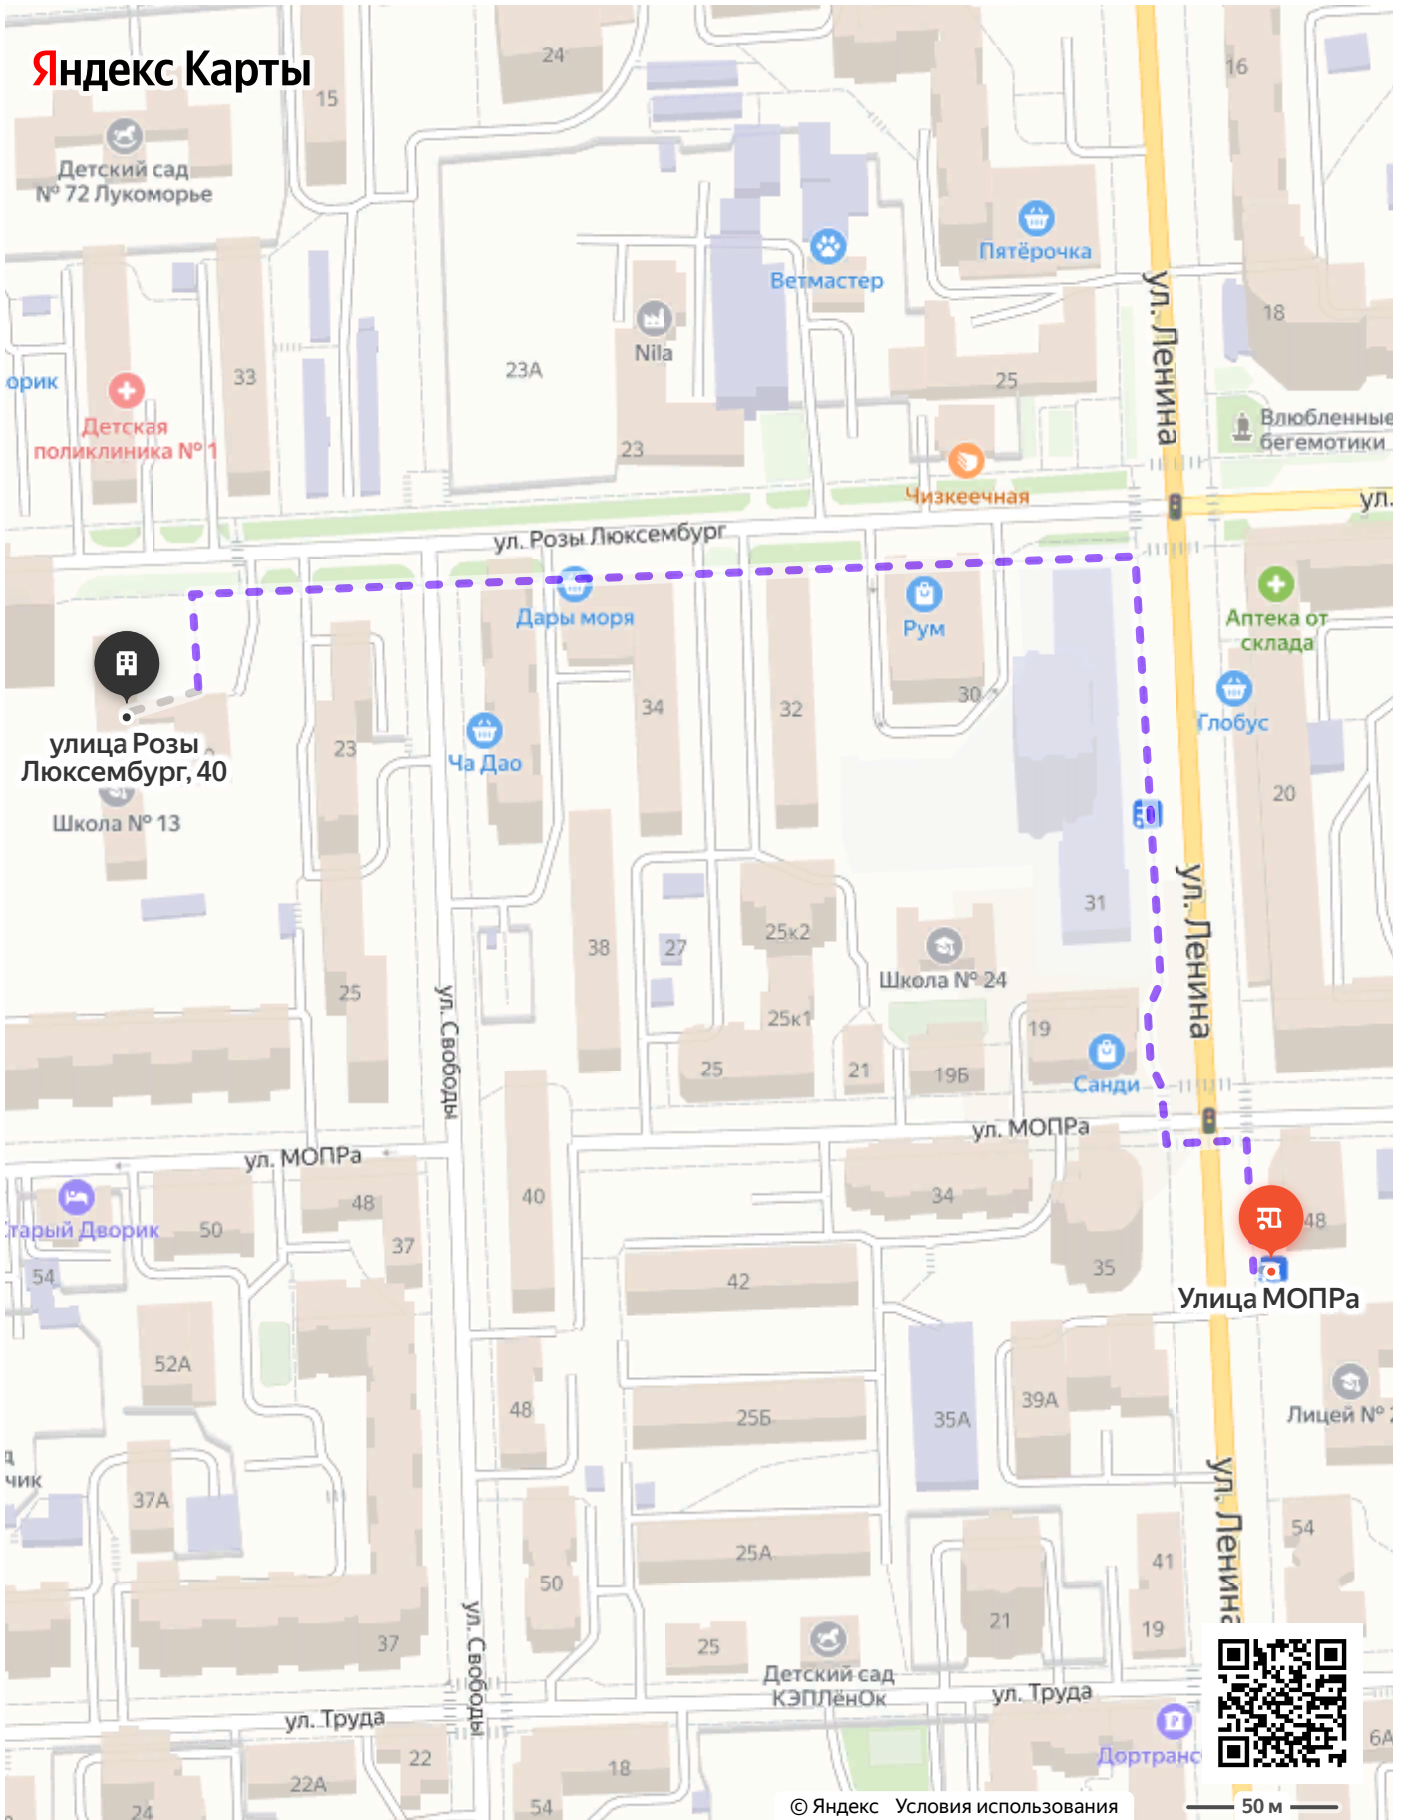 Яндекс Карты
24
15
16
Детский сад
№ 72 Лукоморье
Пятёрочка
Ветмастер
ул. Ленина
18
Nila
23А
33
25
орик
Детская
поликлиника № 1
Влюбленные
бегемотики
23
Чизкеечная
ул.
ул. Розы Люксембург
Дары моря
Рум
Аптека от
склада
30
34
32
Глобус
23
Ча Дао
улица Розы
Люксембург, 40
Школа № 13
20
31
25к2
38
27
Школа № 24
25
25к1
ул. Свободы
ул. Ленина
19
25
21
19Б
Санди
ул. МОПРа
ул. МОПРа
40
34
48
50
Старый Дворик
37
48
54
42
35
Улица МОПРа
52А
48
25Б
35А
39А
Лицей №
чик
37А
ул. Ленина
54
25А
41
50
21
37
25
19
ул. Свободы
Детский сад
КЭПЛёнОк
ул. Труда
ул. Труда
22
22А
18
Дортранс
6А
24
54
© Яндекс Условия использования
50 м